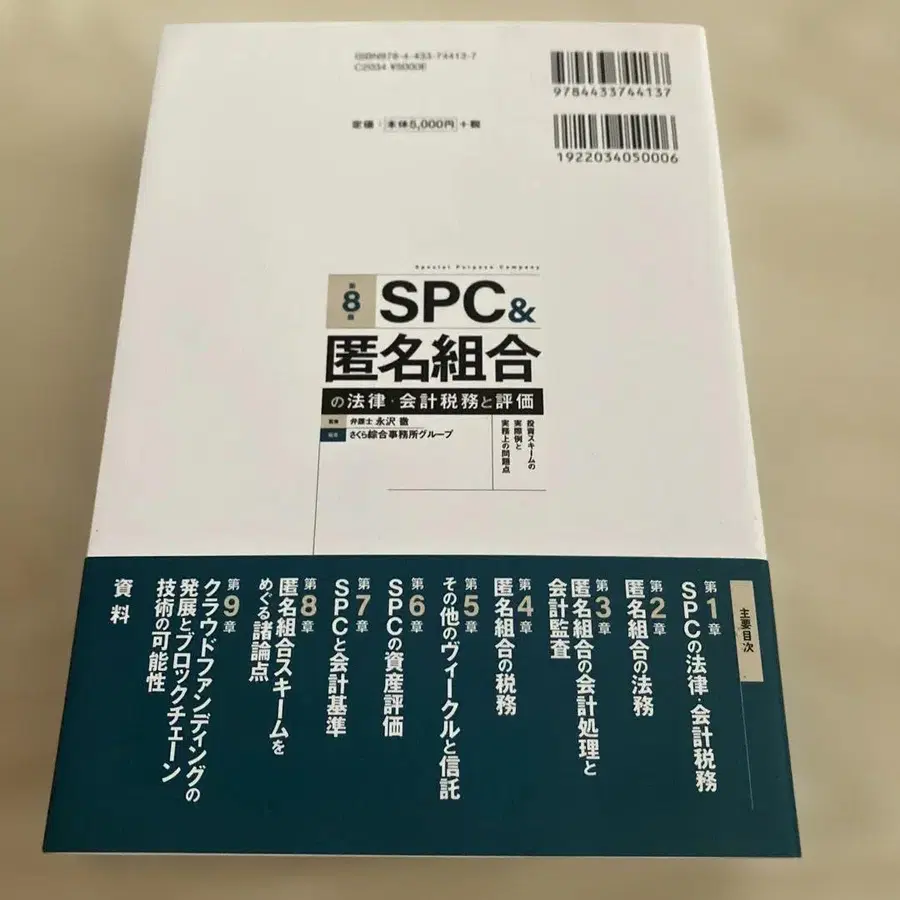 ISBN978-4-433-74413-7
C2034 ¥5000E
定価：本体5,000円＋税
9784433744137
1922034050006
Special Purpose Company
第8版
SPC&
匿名組合
の法律・会計税務と評価
投資スキームの
実際例と
実務上の問題点
監修 弁護士 永沢 徹
編著 さくら綜合事務所グループ
主要目次
第1章
SPCの法律・会計税務
第2章
匿名組合の法務
第3章
匿名組合の会計処理と
会計監査
第4章
匿名組合の税務
第5章
その他のヴィークルと信託
第6章
SPCの資産評価
第7章
SPCと会計基準
第8章
匿名組合スキームを
めぐる諸論点
第9章
クラウドファンディングの
発展とブロックチェーン
技術の可能性
資料